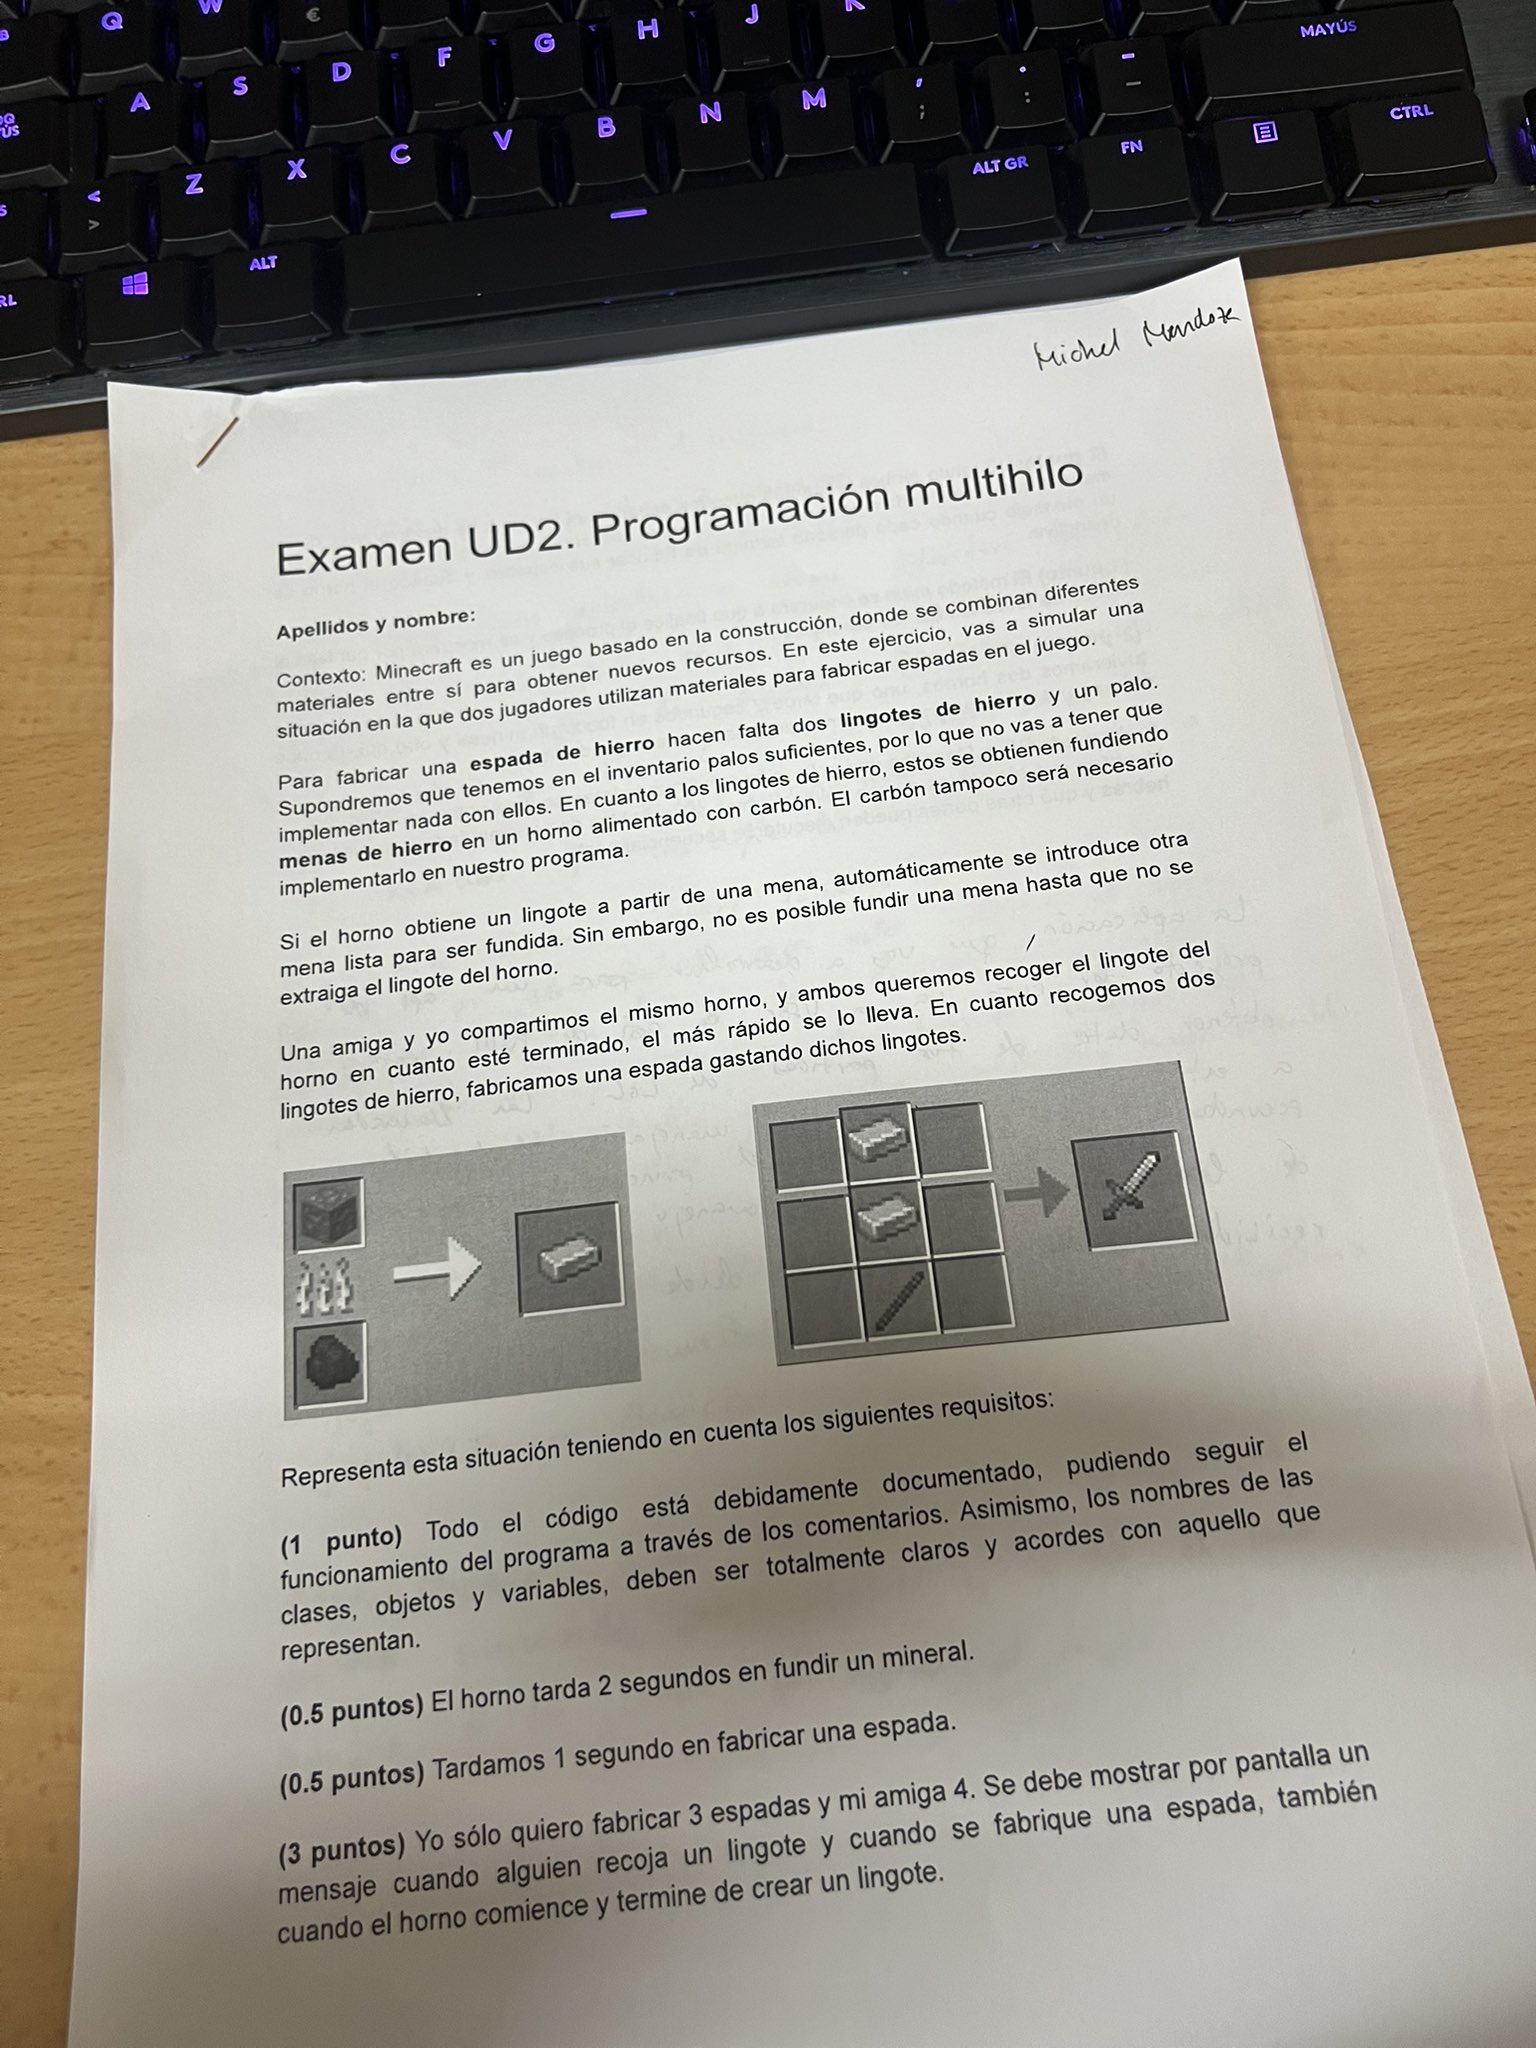 Q W € J K MAYÚS
A S D F G H
Z X C V B N M ; : - _ CTRL
< > ALT GR FN
ALT
Michel Mendoza
Examen UD2. Programación multihilo
Apellidos y nombre:
Contexto: Minecraft es un juego basado en la construcción, donde se combinan diferentes
materiales entre sí para obtener nuevos recursos. En este ejercicio, vas a simular una
situación en la que dos jugadores utilizan materiales para fabricar espadas en el juego.
Para fabricar una espada de hierro hacen falta dos lingotes de hierro y un palo.
Supondremos que tenemos en el inventario palos suficientes, por lo que no vas a tener que
implementar nada con ellos. En cuanto a los lingotes de hierro, estos se obtienen fundiendo
menas de hierro en un horno alimentado con carbón. El carbón tampoco será necesario
implementarlo en nuestro programa.
Si el horno obtiene un lingote a partir de una mena, automáticamente se introduce otra
mena lista para ser fundida. Sin embargo, no es posible fundir una mena hasta que no se
extraiga el lingote del horno.
Una amiga y yo compartimos el mismo horno, y ambos queremos recoger el lingote del
horno en cuanto esté terminado, el más rápido se lo lleva. En cuanto recogemos dos
lingotes de hierro, fabricamos una espada gastando dichos lingotes.
Representa esta situación teniendo en cuenta los siguientes requisitos:
(1 punto) Todo el código está debidamente documentado, pudiendo seguir el
funcionamiento del programa a través de los comentarios. Asimismo, los nombres de las
clases, objetos y variables, deben ser totalmente claros y acordes con aquello que
representan.
(0.5 puntos) El horno tarda 2 segundos en fundir un mineral.
(0.5 puntos) Tardamos 1 segundo en fabricar una espada.
(3 puntos) Yo sólo quiero fabricar 3 espadas y mi amiga 4. Se debe mostrar por pantalla un
mensaje cuando alguien recoja un lingote y cuando se fabrique una espada, también
cuando el horno comience y termine de crear un lingote.